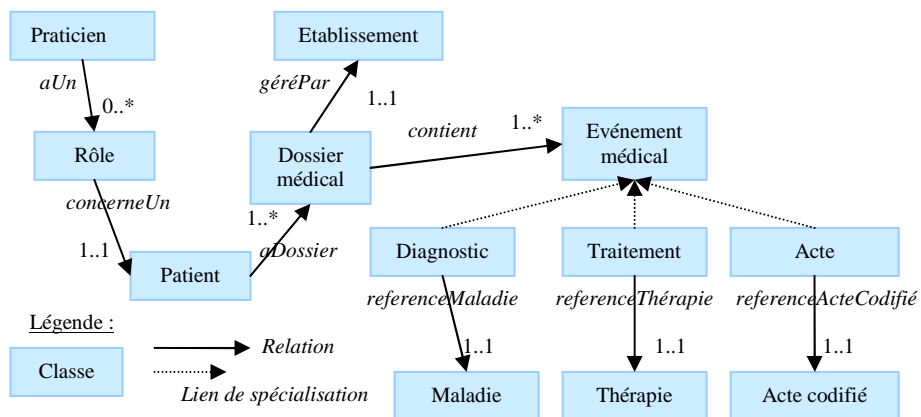 Praticien
Etablissement
aUn
géréPar
0..*
1..1
contient
1..*
Rôle
Dossier
médical
Evénement
médical
concerneUn
1..*
1..1
aDossier
Patient
Diagnostic
Traitement
Acte
referenceMaladie
referenceThérapie
referenceActeCodifié
Légende :
Relation
1..1
1..1
1..1
Classe
Lien de spécialisation
Maladie
Thérapie
Acte codifié